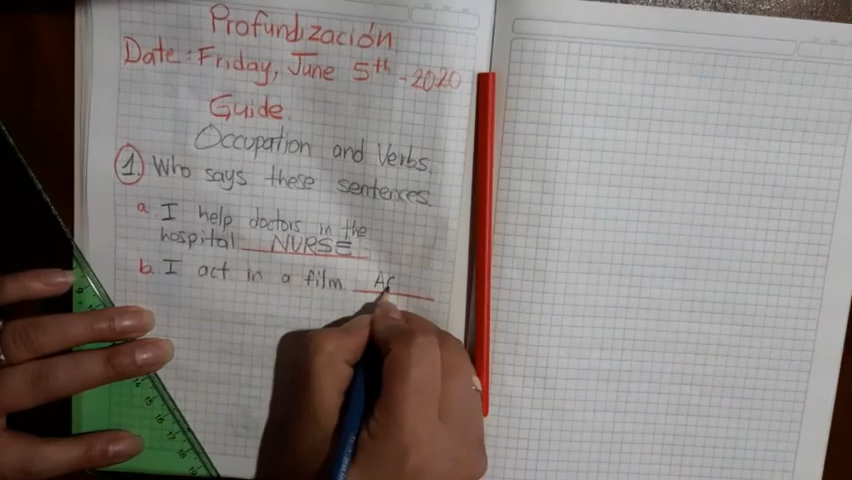 Profundización
Date: Friday, June 5th - 2020
Guide
Occupation and Verbs.
1. Who says these sentences.
a. I help doctors in the
hospital NURSE
b. I act in a film Ac